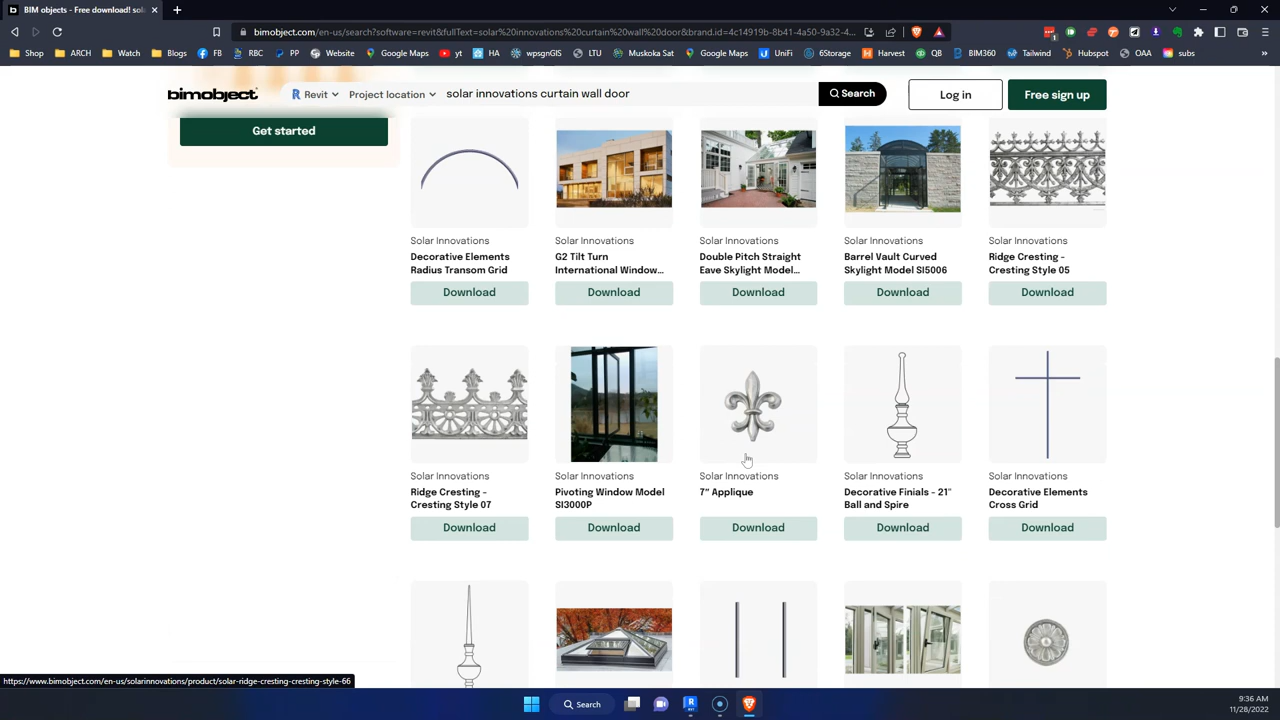 BIM objects - Free download! sol
bimobject.com/en-us/search?software=revit&fullText=solar%20innovations%20curtain%20wall%20door&brand.id=4c14919b-8b41-4a50-9a32-4...
Shop ARCH Watch Blogs FB RC PP Website Google Maps yt HA wpsgnGIS LTU Muskoka Sat Google Maps UniFi 6Storage Harvest QB BIM360 Tailwind Hubspot OAA subs
bimobject Revit Project location solar innovations curtain wall door Search Log in Free sign up
Get started
Solar Innovations Solar Innovations Solar Innovations Solar Innovations Solar Innovations
Decorative Elements G2 Tilt Turn Double Pitch Straight Barrel Vault Curved Ridge Cresting -
Radius Transom Grid International Window... Eave Skylight Model... Skylight Model SI5006 Cresting Style 05
Download Download Download Download Download
Solar Innovations Solar Innovations Solar Innovations Solar Innovations Solar Innovations
Ridge Cresting - Pivoting Window Model 7" Applique Decorative Finials - 21" Decorative Elements
Cresting Style 07 SI3000P Ball and Spire Cross Grid
Download Download Download Download Download
https://www.bimobject.com/en-us/solarinnovations/product/solar-ridge-cresting-cresting-style-66
Search
9:36 AM
11/28/2022